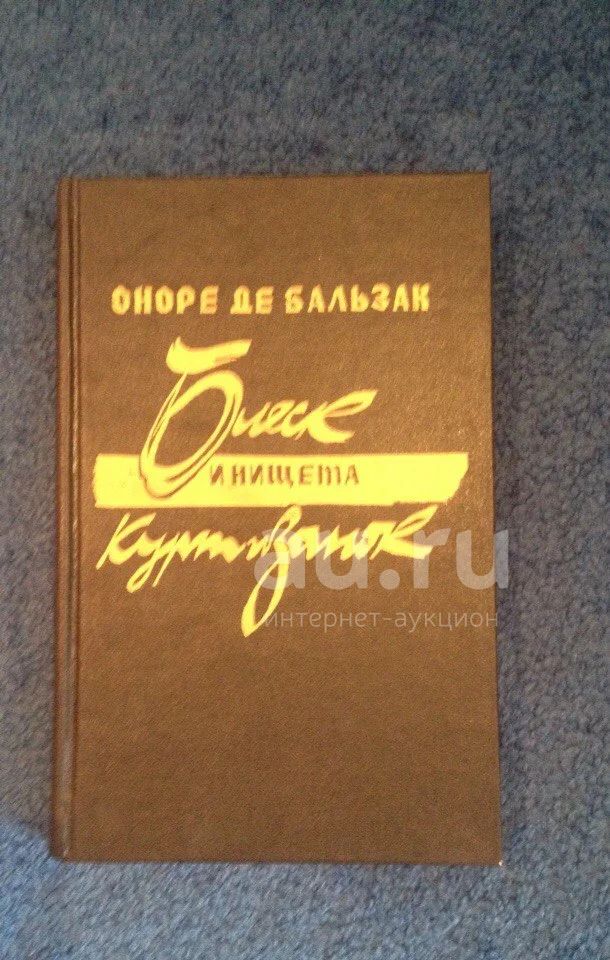 ОНОРЕ ДЕ БАЛЬЗАК
Блеск
И НИЩЕТА
куртизанок
au.ru
интернет-аукцион